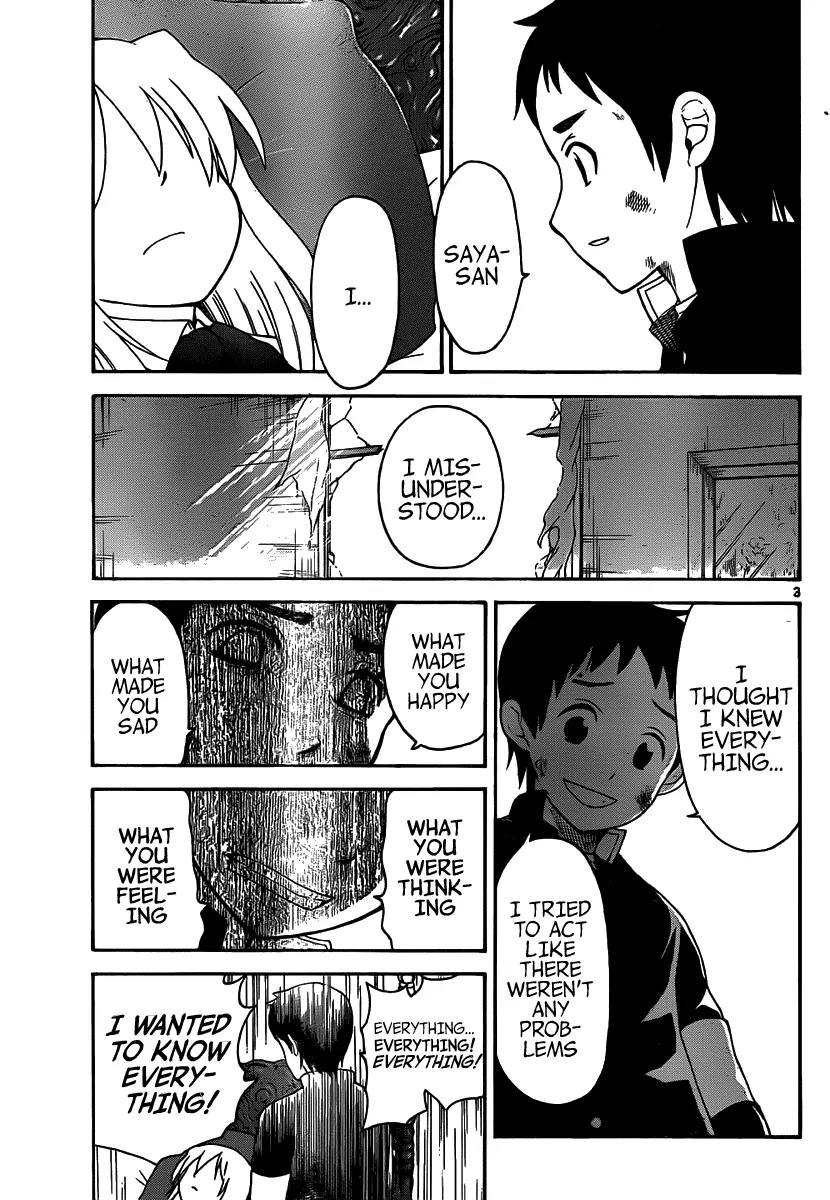 SAYA-
SAN
I...
I MIS-
UNDER-
STOOD...
3
I
THOUGHT
I KNEW
EVERY-
THING...
I TRIED
TO ACT
LIKE
THERE
WEREN'T
ANY
PROB-
LEMS
WHAT
MADE
YOU
HAPPY
WHAT
MADE
YOU
SAD
WHAT
YOU
WERE
THINK-
ING
WHAT
YOU
WERE
FEEL-
ING
EVERYTHING...
EVERYTHING!
EVERYTHING!
I WANTED
TO KNOW
EVERY-
THING!